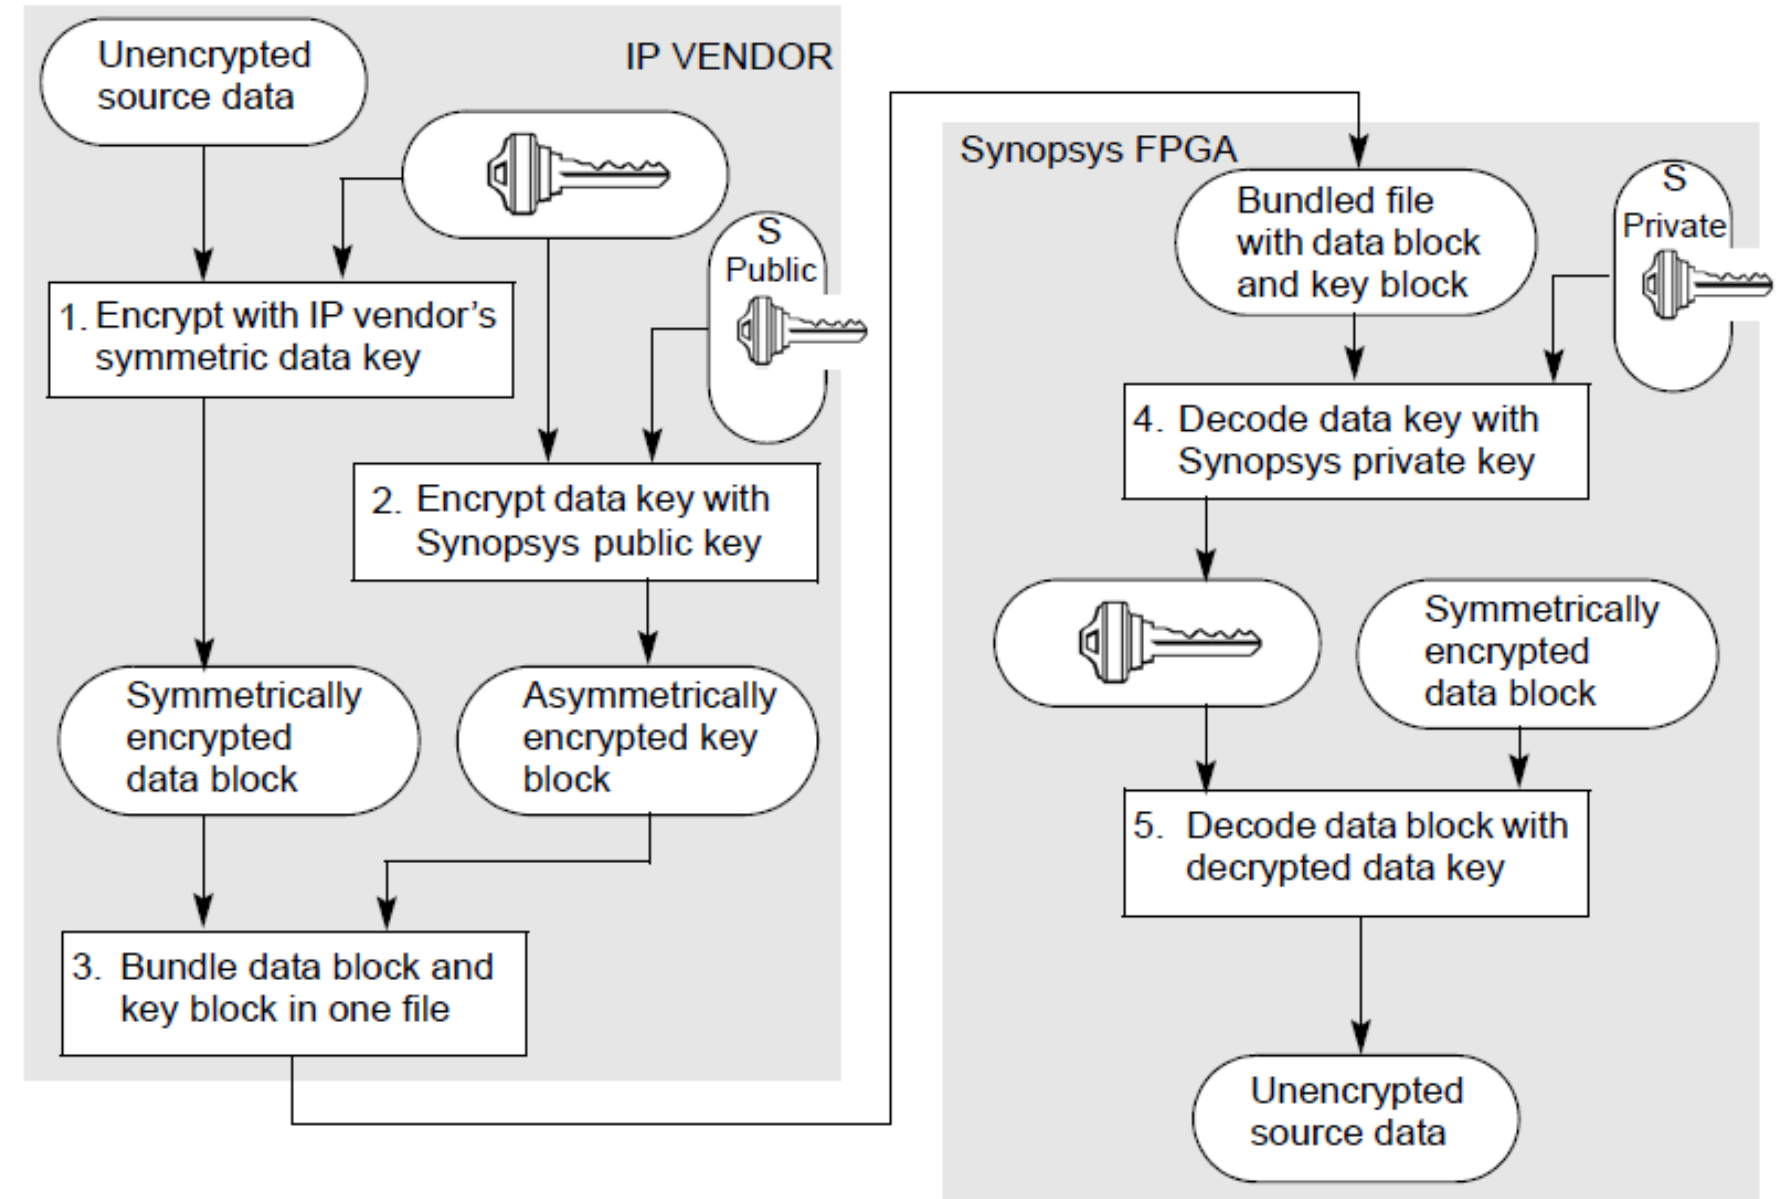 Unencrypted
source data
IP VENDOR
S
Public
1. Encrypt with IP vendor's
symmetric data key
2. Encrypt data key with
Synopsys public key
Symmetrically
encrypted
data block
Asymmetrically
encrypted key
block
3. Bundle data block and
key block in one file
Synopsys FPGA
Bundled file
with data block
and key block
S
Private
4. Decode data key with
Synopsys private key
Symmetrically
encrypted
data block
5. Decode data block with
decrypted data key
Unencrypted
source data